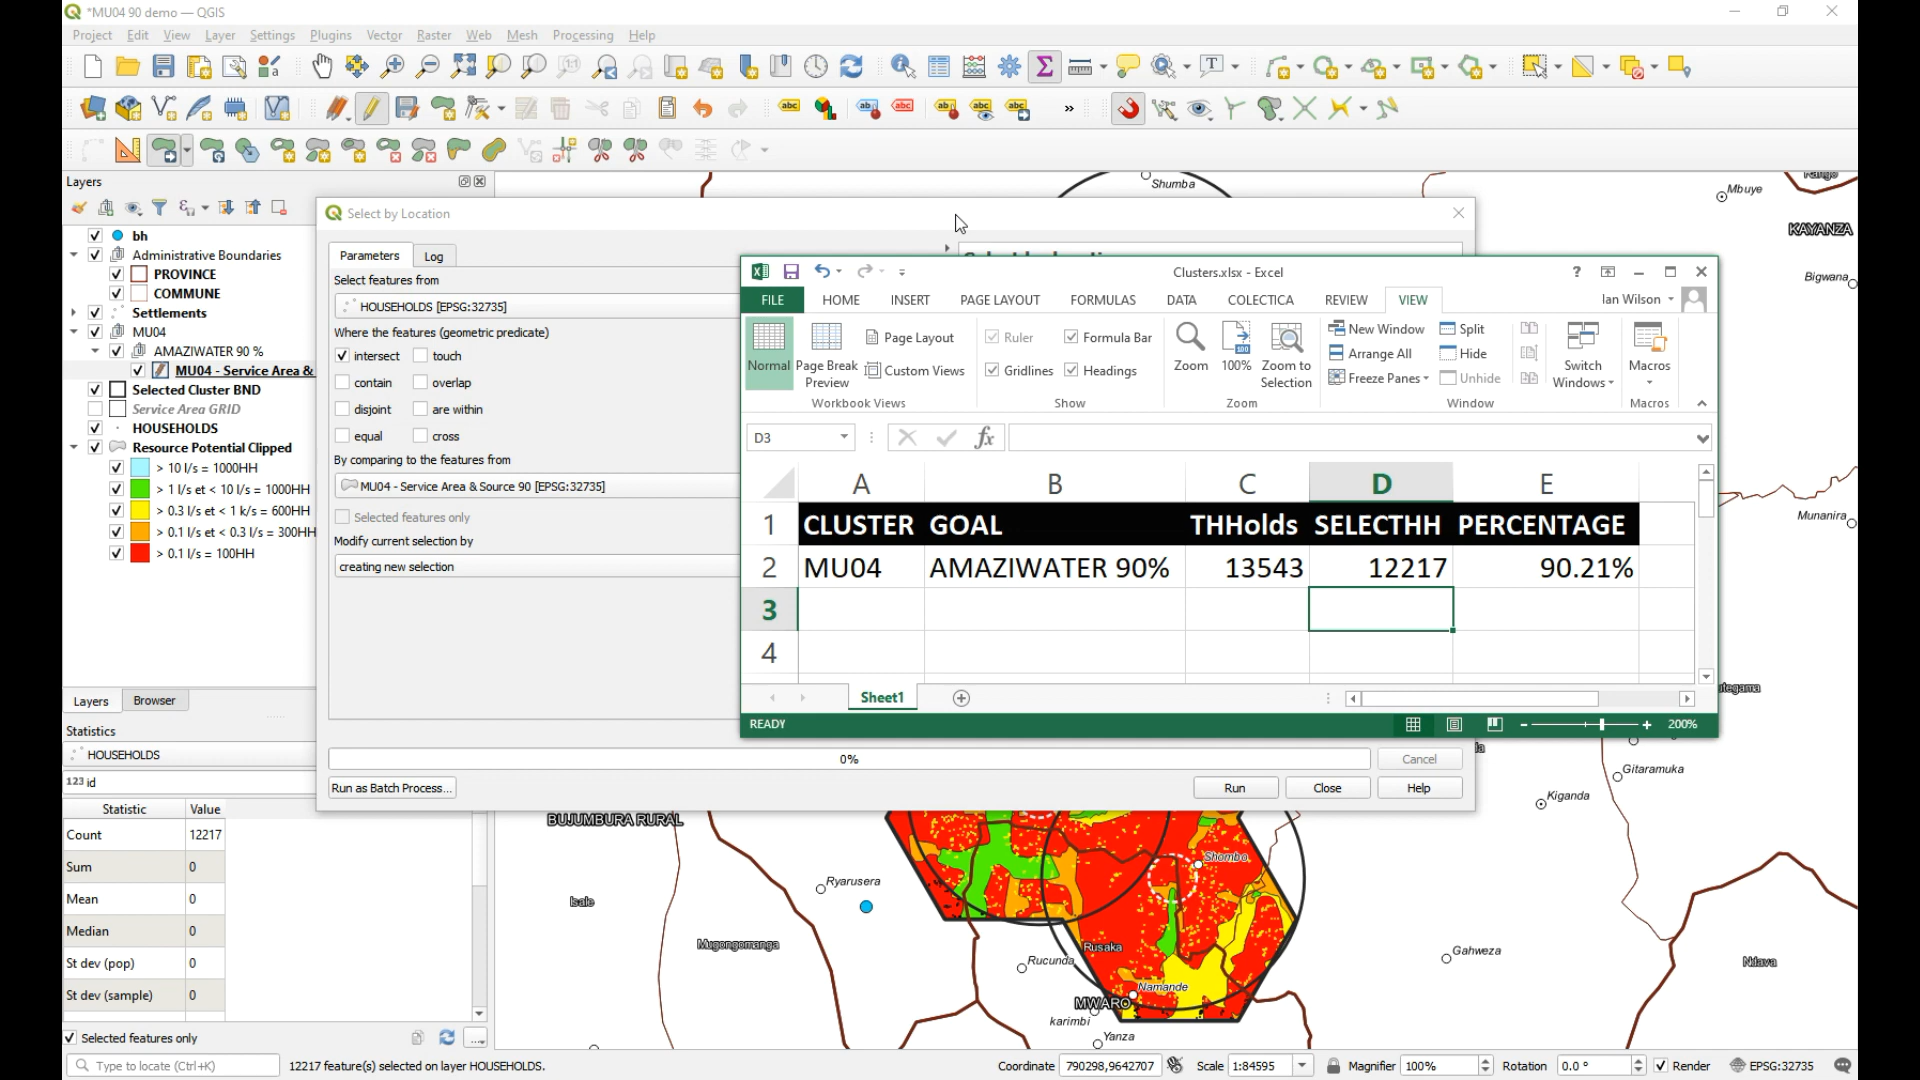 *MU04 90 demo — QGIS
Project Edit View Layer Settings Plugins Vector Raster Web Mesh Processing Help
Layers
bh
Administrative Boundaries
PROVINCE
COMMUNE
Settlements
MU04
AMAZIWATER 90 %
MU04 - Service Area &
Selected Cluster BND
Service Area GRID
HOUSEHOLDS
Resource Potential Clipped
> 10 l/s = 1000HH
> 1 l/s et < 10 l/s = 1000HH
> 0.3 l/s et < 1 k/s = 600HH
> 0.1 l/s et < 0.3 l/s = 300HH
> 0.1 l/s = 100HH
Layers Browser
Statistics
HOUSEHOLDS
123 id
Statistic Value
Count 12217
Sum 0
Mean 0
Median 0
St dev (pop) 0
St dev (sample) 0
Selected features only
Select by Location
Parameters Log
Select features from
HOUSEHOLDS [EPSG:32735]
Where the features (geometric predicate)
intersect touch
contain overlap
disjoint are within
equal cross
By comparing to the features from
MU04 - Service Area & Source 90 [EPSG:32735]
Selected features only
Modify current selection by
creating new selection
0%
Cancel
Run as Batch Process...
Run Close Help
Clusters.xlsx - Excel
FILE HOME INSERT PAGE LAYOUT FORMULAS DATA COLECTICA REVIEW VIEW Ian Wilson
Normal
Page Break Preview
Page Layout
Custom Views
Workbook Views
Ruler Formula Bar
Gridlines Headings
Show
Zoom
100%
Zoom to Selection
Zoom
New Window
Arrange All
Freeze Panes
Split
Hide
Unhide
Switch Windows
Window
Macros
Macros
D3
fx
A B C D E
1 CLUSTER GOAL THHolds SELECTHH PERCENTAGE
2 MU04 AMAZIWATER 90% 13543 12217 90.21%
3
4
Sheet1
READY
200%
Shumba
Mbuye
KAYANZA
Bigwana
Munanira
Gitaramuka
Kiganda
BUJUMBURA RURAL
Shombo
Ryarusera
Isale
Mugongomanga
Rusaka
Rucunda
Gahweza
Ndava
Namande
MWARO
karimbi
Yanza
Type to locate (Ctrl+K)
12217 feature(s) selected on layer HOUSEHOLDS.
Coordinate 790298,9642707
Scale 1:84595
Magnifier 100%
Rotation 0.0 °
Render
EPSG:32735